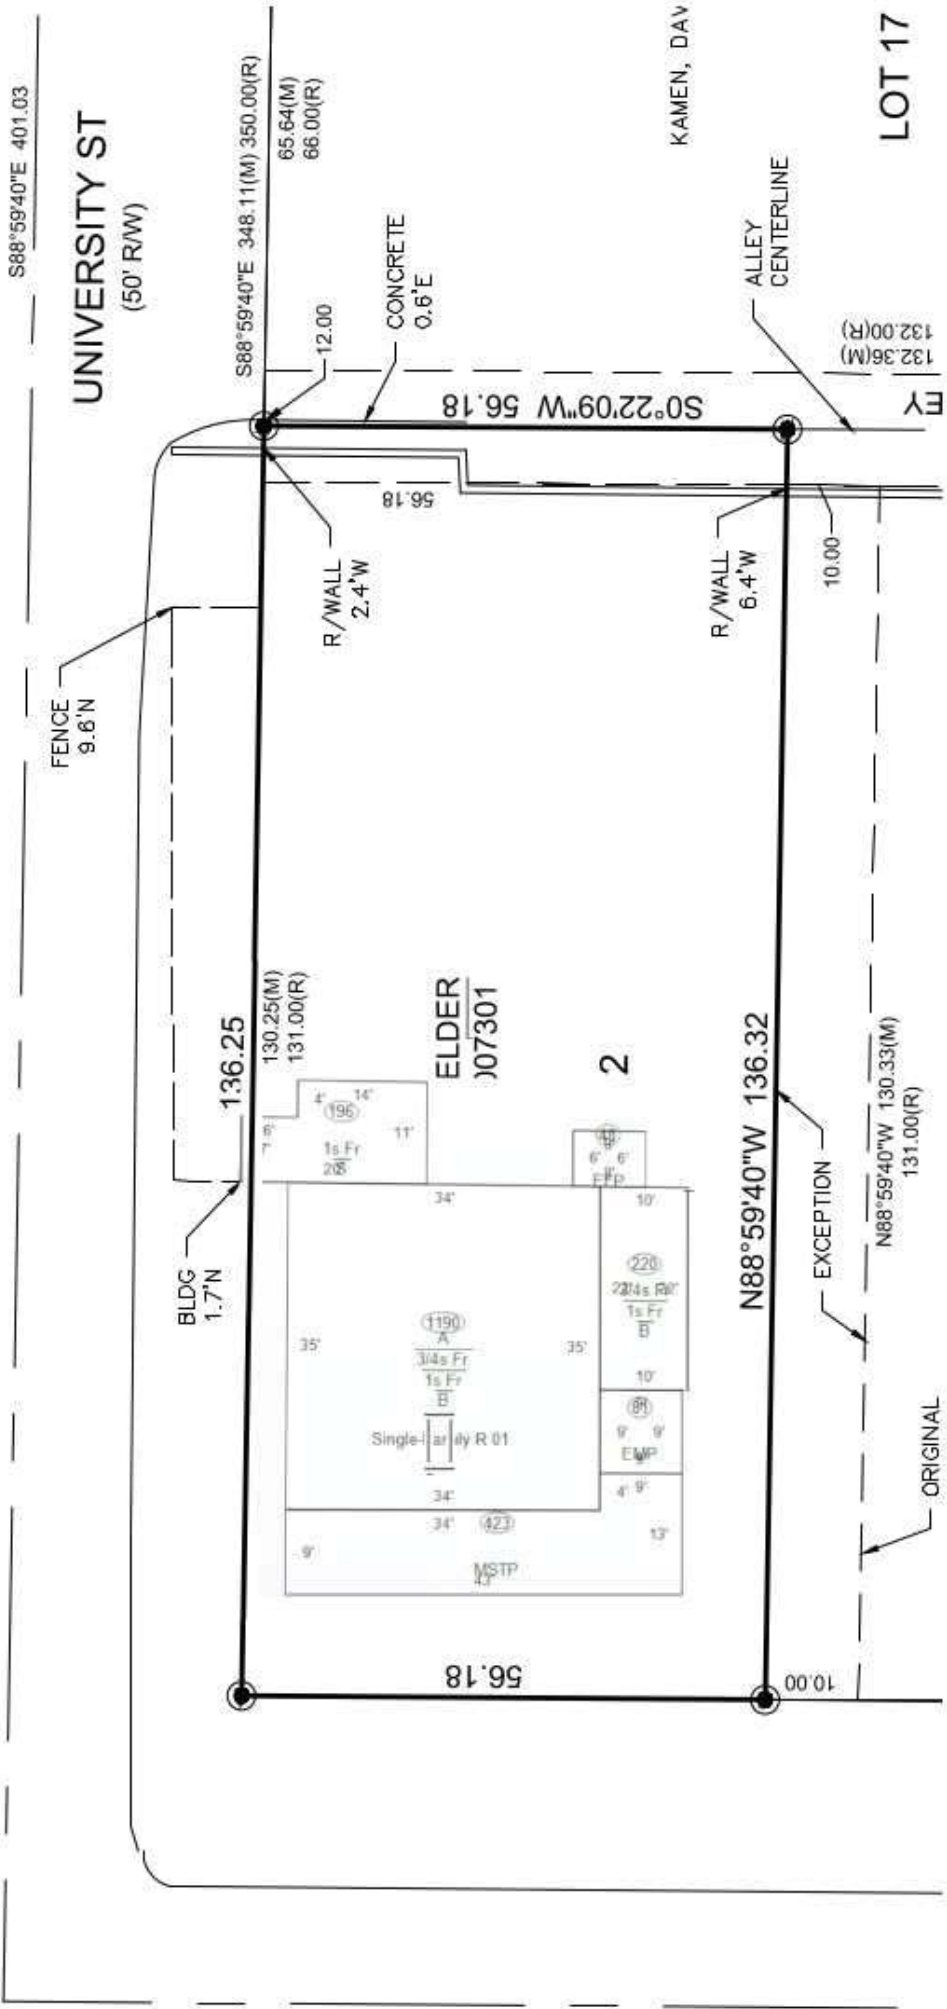 S88°59'40"E 401.03
UNIVERSITY ST
(50' R/W)
S88°59'40"E 348.11(M) 350.00(R)
65.64(M)
66.00(R)
KAMEN, DAV
LOT 17
12.00
CONCRETE
0.6'E
ALLEY
CENTERLINE
132.36(M)
132.00(R)
EY
S0°22'09"W 56.18
56.18
R/WALL
2.4'W
R/WALL
6.4'W
10.00
FENCE
9.6'N
136.25
130.25(M)
131.00(R)
ELDER
007301
2
N88°59'40"W 136.32
N88°59'40"W 130.33(M)
131.00(R)
EXCEPTION
ORIGINAL
BLDG
1.7'N
4'
14'
196
6'
11'
1s Fr
34'
6'
6'
10'
220
1s Fr
B
10'
35'
35'
1190
A
3/4s Fr
1s Fr
B
R 01
34'
34'
423
9'
MSTP
43'
9'
9'
4'
9'
13'
56.18
10.00